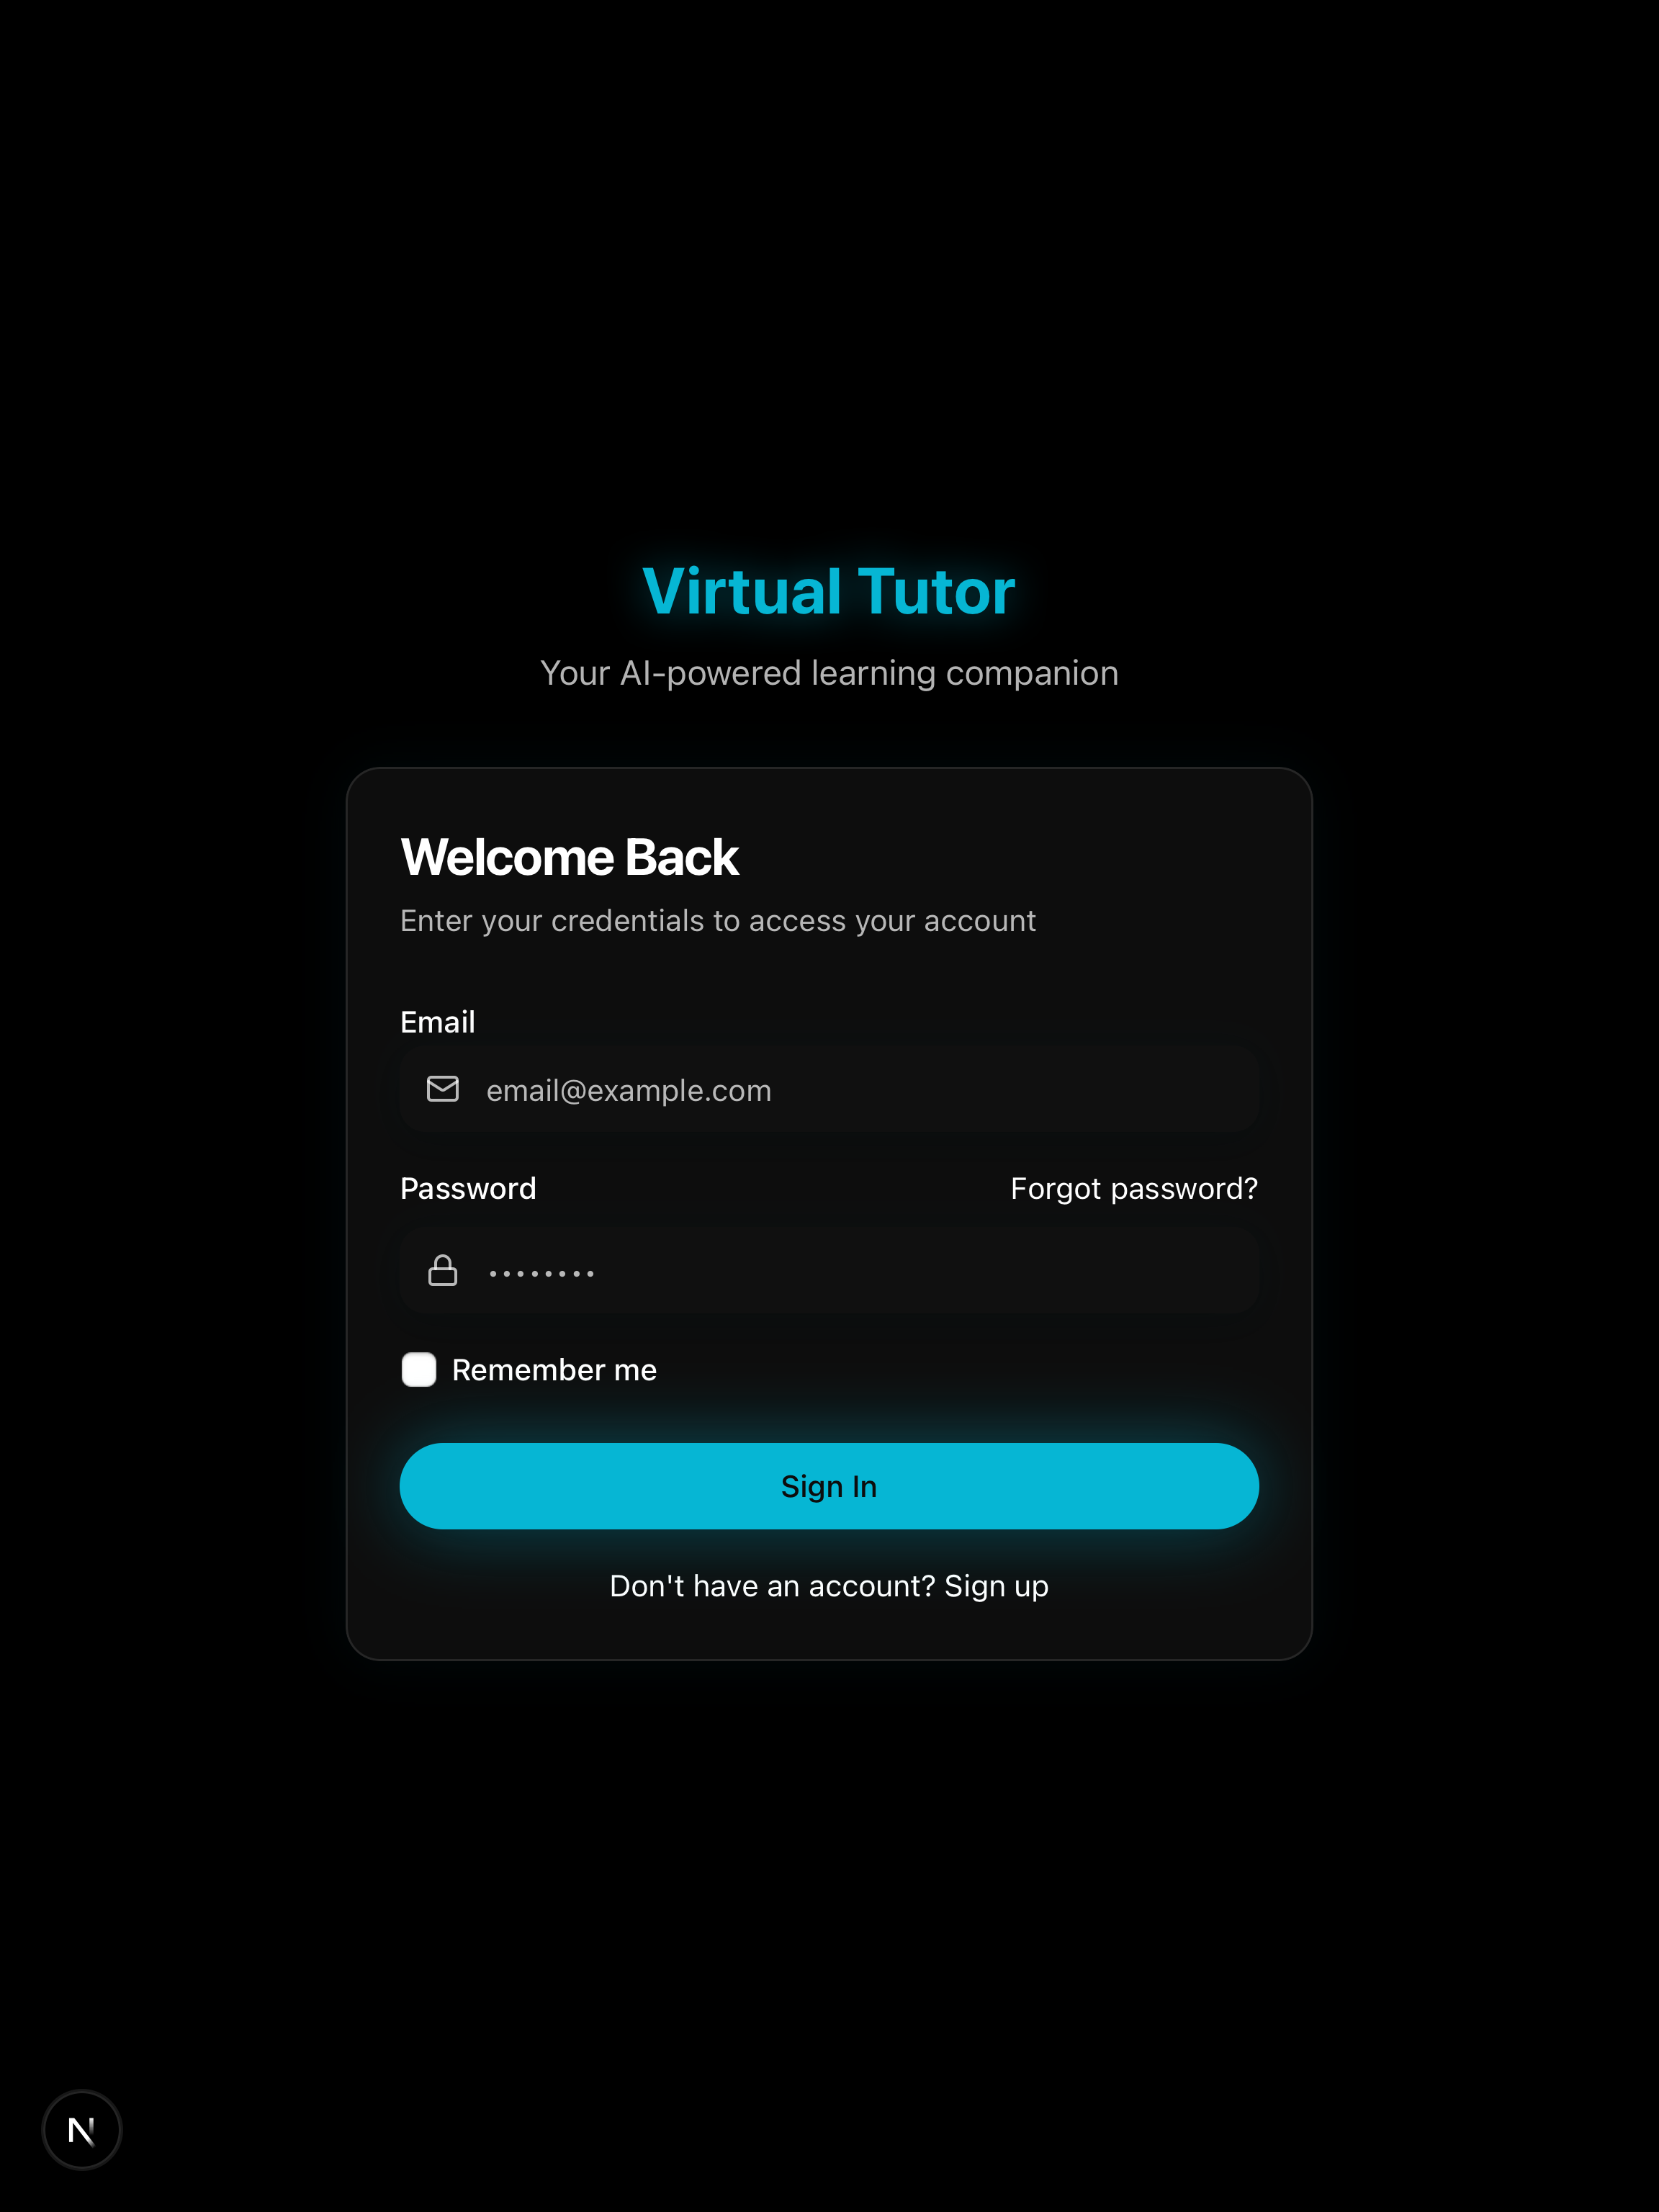 Virtual Tutor
Your AI-powered learning companion
Welcome Back
Enter your credentials to access your account
Email
email@example.com
Password
Forgot password?
••••••••
Remember me
Sign In
Don't have an account? Sign up
N